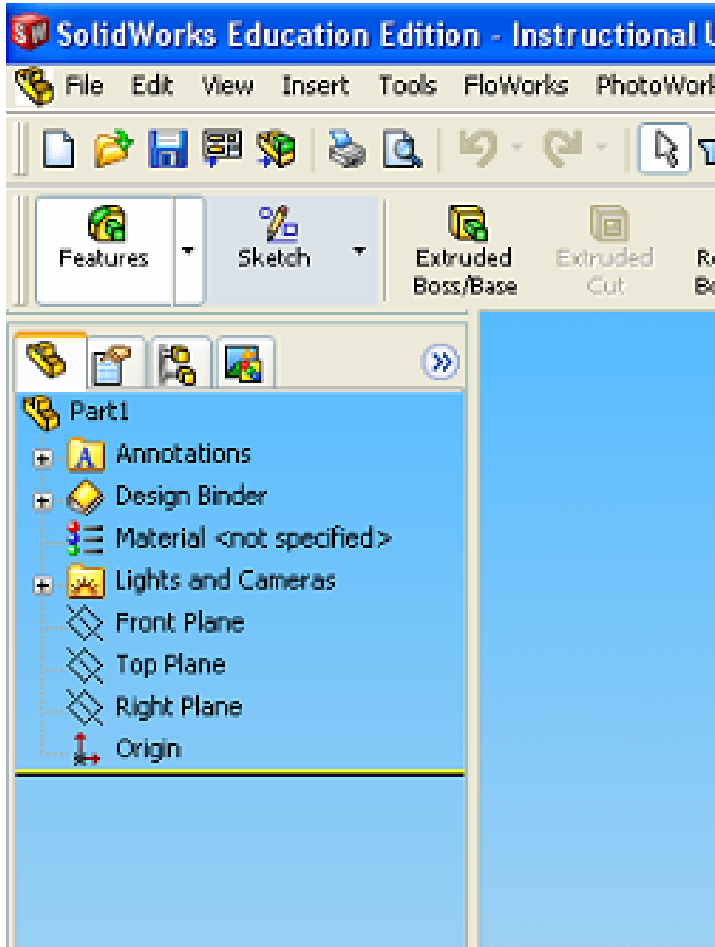 SolidWorks Education Edition - Instructional
File Edit View Insert Tools FloWorks
Features Sketch Extruded Boss/Base Extruded Cut
Part1
Annotations
Design Binder
Material <not specified>
Lights and Cameras
Front Plane
Top Plane
Right Plane
Origin